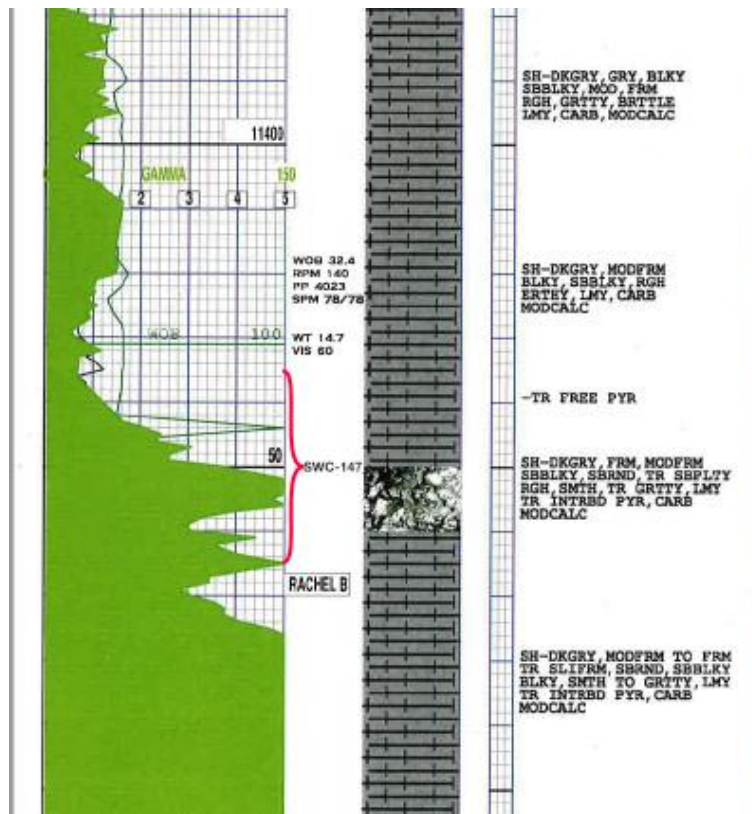 SH-DKGRY, GRY, BLKY
SBBLKY, MOD, FRM
RGH, GRTTY, BRTTLE
LMY, CARB, MODCALC
11400
GAMMA 150
2 3 4 5
WOB 32.4
RPM 140
PP 4023
SPM 78/78
SH-DKGRY, MODFRM
BLKY, SBBLKY, RGH
ERTHY, LMY, CARB
MODCALC
WOB 100
WT 14.7
VIS 60
-TR FREE PYR
50
SWC-147
SH-DKGRY, FRM, MODFRM
SBBLKY, SBRND, TR SBPLTY
RGH, SMTH, TR GRTTY, LMY
TR INTRBD PYR, CARB
MODCALC
RACHEL B
SH-DKGRY, MODFRM TO FRM
TR SLIFRM, SBRND, SBBLKY
BLKY, SMTH TO GRTTY, LMY
TR INTRBD PYR, CARB
MODCALC